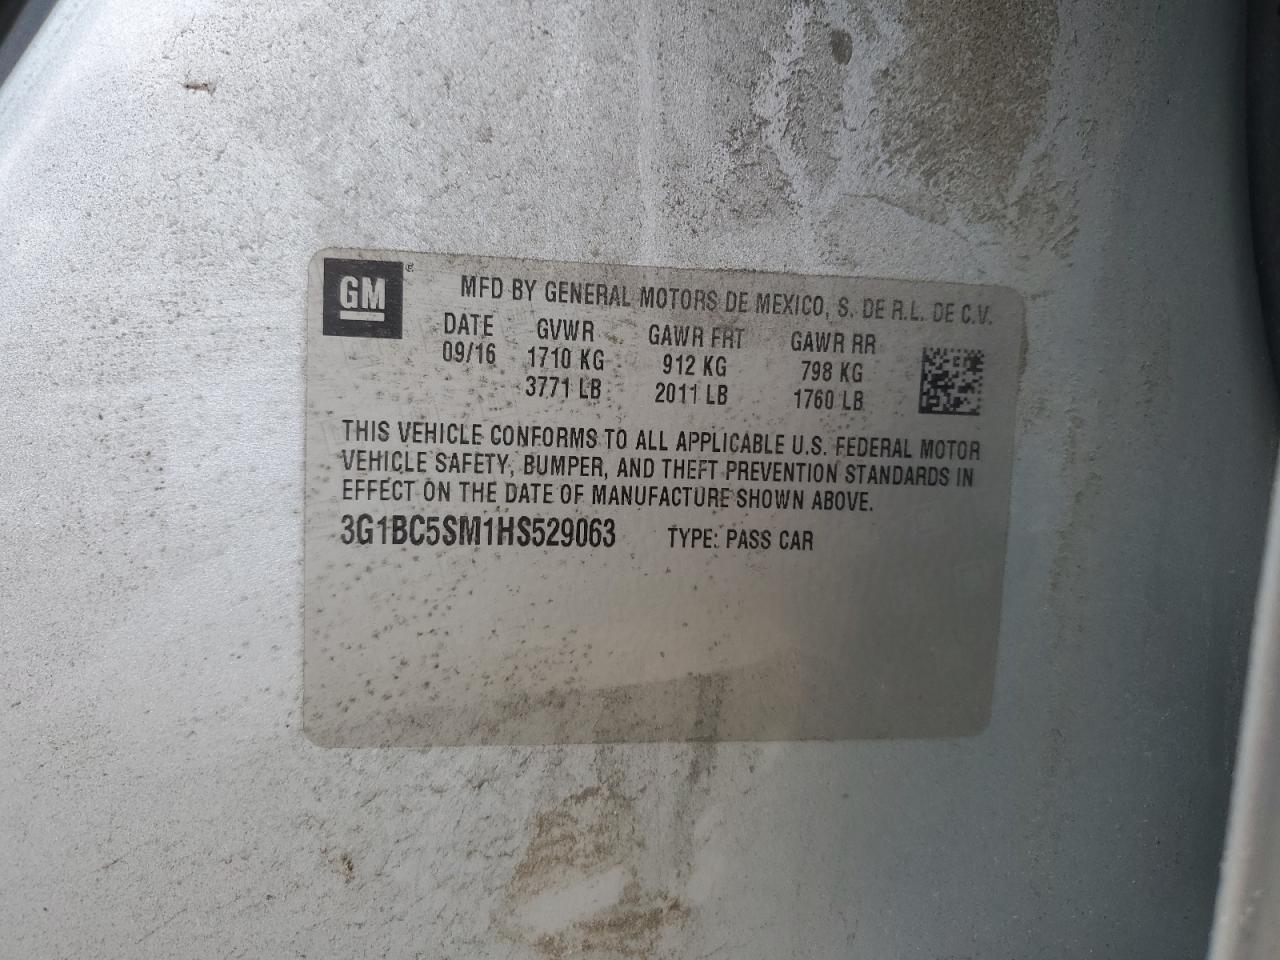 GM
MFD BY GENERAL MOTORS DE MEXICO, S. DE R.L. DE C.V.
DATE GVWR GAWR FRT GAWR RR
09/16 1710 KG 912 KG 798 KG
3771 LB 2011 LB 1760 LB
THIS VEHICLE CONFORMS TO ALL APPLICABLE U.S. FEDERAL MOTOR
VEHICLE SAFETY, BUMPER, AND THEFT PREVENTION STANDARDS IN
EFFECT ON THE DATE OF MANUFACTURE SHOWN ABOVE.
3G1BC5SM1HS529063 TYPE: PASS CAR